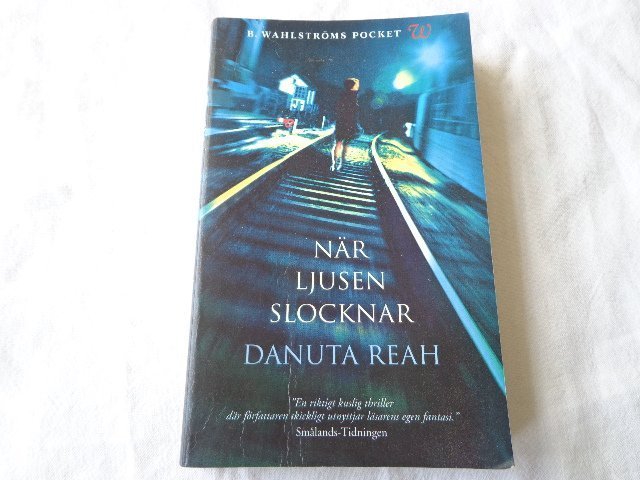 B. WAHLSTRÖMS POCKET W
NÄR
LJUSEN
SLOCKNAR
DANUTA REAH
"En riktigt kuslig thriller
där författaren skickligt utnyttjar läsarens egen fantasi."
Smålands-Tidningen